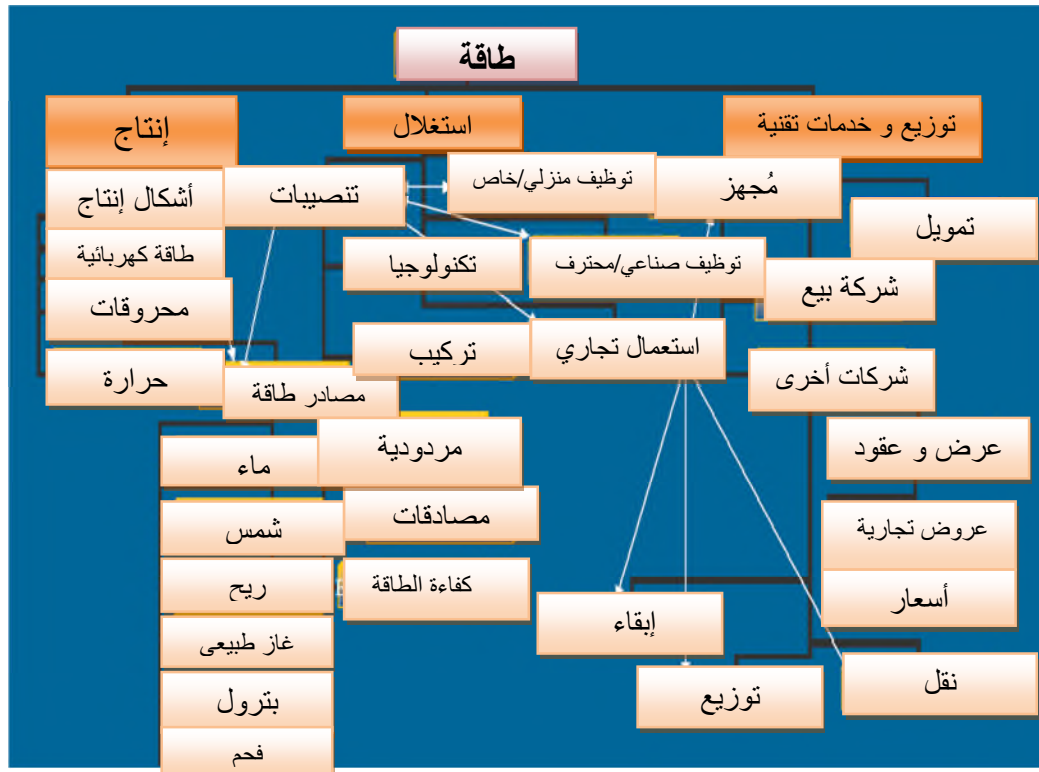 طاقة
توزيع و خدمات تقنية
استغلال
إنتاج
مُجهز
توظيف منزلي/خاص
تنصيبات
أشكال إنتاج
تمويل
توظيف صناعي/محترف
تكنولوجيا
طاقة كهربائية
شركة بيع
محروقات
استعمال تجاري
تركيب
شركات أخرى
حرارة
مصادر طاقة
عرض و عقود
مردودية
ماء
مصادقات
شمس
عروض تجارية
كفاءة الطاقة
ريح
أسعار
إبقاء
غاز طبيعى
نقل
توزيع
بترول
فحم